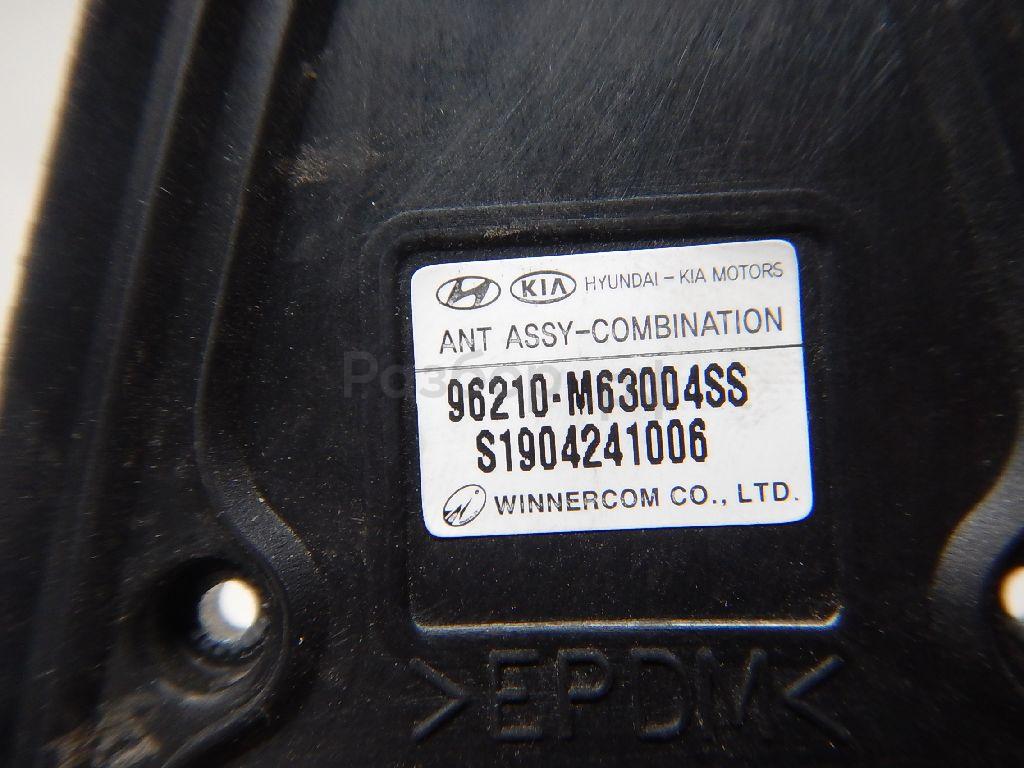 KIA HYUNDAI - KIA MOTORS
ANT ASSY-COMBINATION
96210-M63004SS
S1904241006
WINNERCOM CO., LTD.
>EPDM<